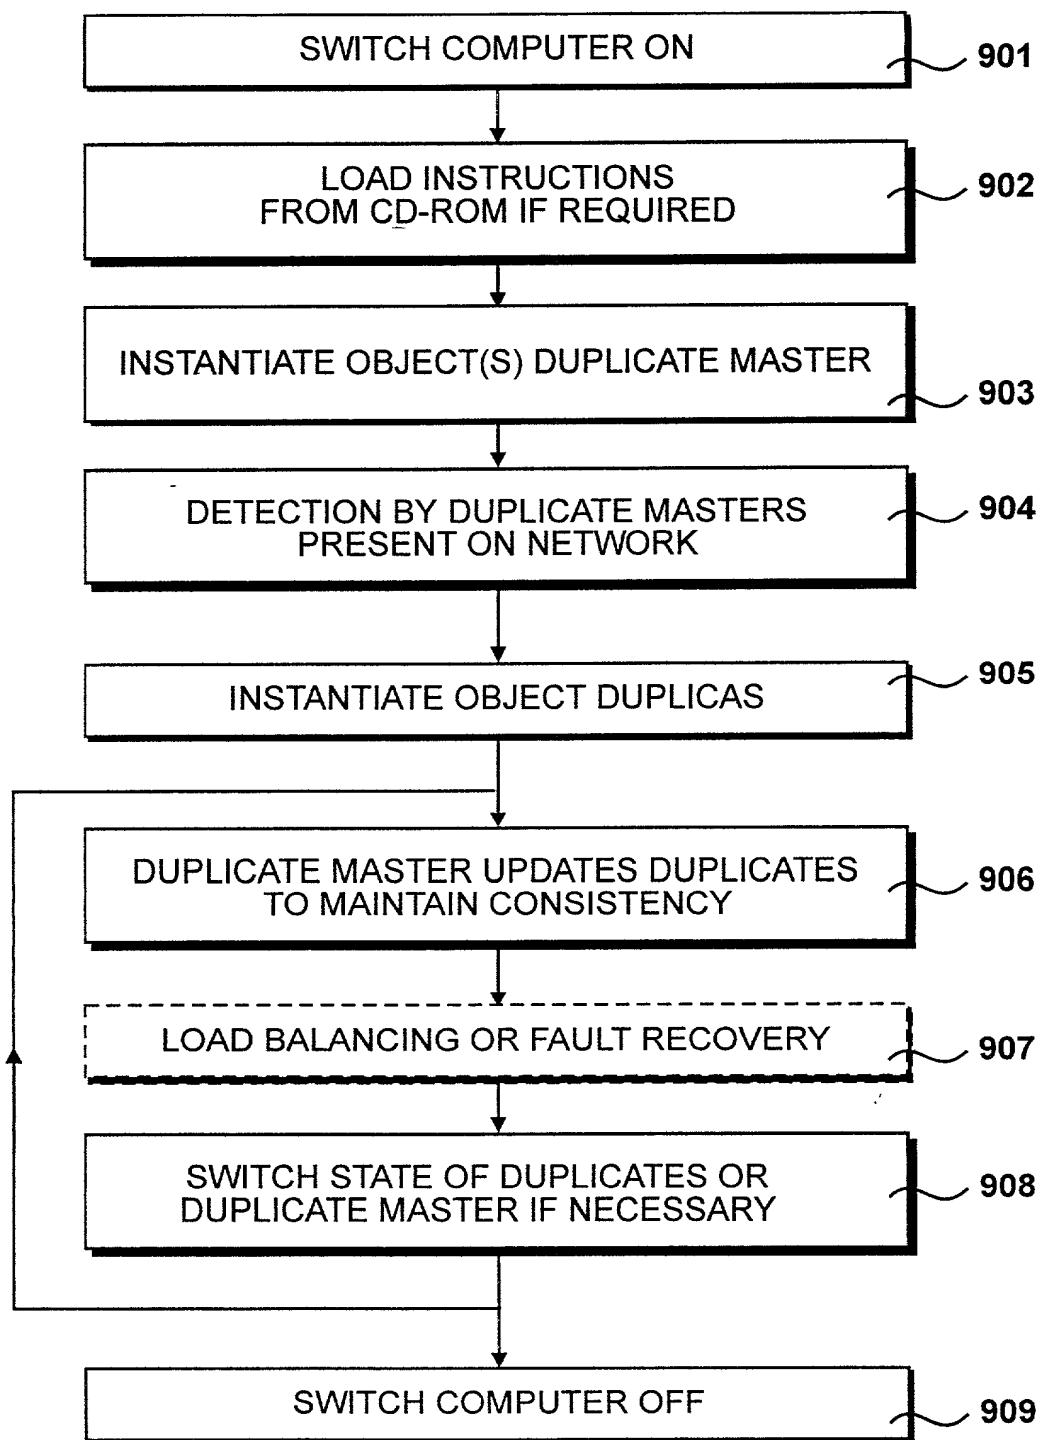 SWITCH COMPUTER ON
901
LOAD INSTRUCTIONS
FROM CD-ROM IF REQUIRED
902
INSTANTIATE OBJECT(S) DUPLICATE MASTER
903
DETECTION BY DUPLICATE MASTERS
PRESENT ON NETWORK
904
INSTANTIATE OBJECT DUPLICAS
905
DUPLICATE MASTER UPDATES DUPLICATES
TO MAINTAIN CONSISTENCY
906
LOAD BALANCING OR FAULT RECOVERY
907
SWITCH STATE OF DUPLICATES OR
DUPLICATE MASTER IF NECESSARY
908
SWITCH COMPUTER OFF
909